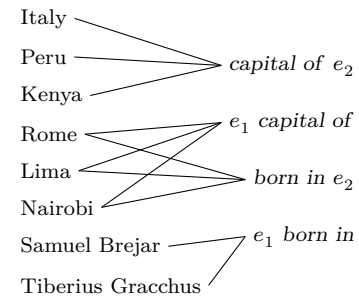 Italy
Peru
Kenya
Rome
Lima
Nairobi
Samuel Brejar
Tiberius Gracchus
capital of e₂
e₁ capital of
born in e₂
e₁ born in